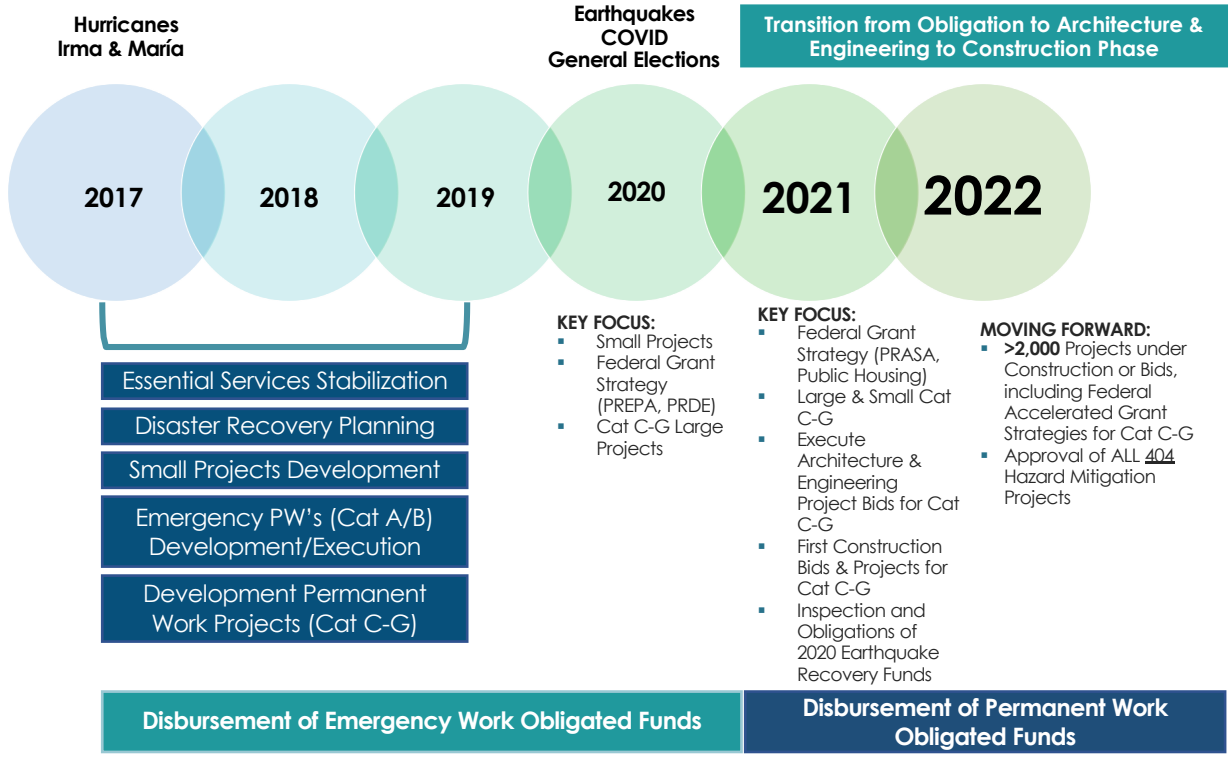 Hurricanes
Irma & María
Earthquakes
COVID
General Elections
Transition from Obligation to Architecture &
Engineering to Construction Phase
2017
2018
2019
2020
2021
2022
Essential Services Stabilization
Disaster Recovery Planning
Small Projects Development
Emergency PW's (Cat A/B)
Development/Execution
Development Permanent
Work Projects (Cat C-G)
KEY FOCUS:
▪ Small Projects
▪ Federal Grant
Strategy
(PREPA, PRDE)
▪ Cat C-G Large
Projects
KEY FOCUS:
▪ Federal Grant
Strategy (PRASA,
Public Housing)
▪ Large & Small Cat
C-G
▪ Execute
Architecture &
Engineering
Project Bids for Cat
C-G
▪ First Construction
Bids & Projects for
Cat C-G
▪ Inspection and
Obligations of
2020 Earthquake
Recovery Funds
MOVING FORWARD:
▪ >2,000 Projects under
Construction or Bids,
including Federal
Accelerated Grant
Strategies for Cat C-G
▪ Approval of ALL 404
Hazard Mitigation
Projects
Disbursement of Emergency Work Obligated Funds
Disbursement of Permanent Work
Obligated Funds